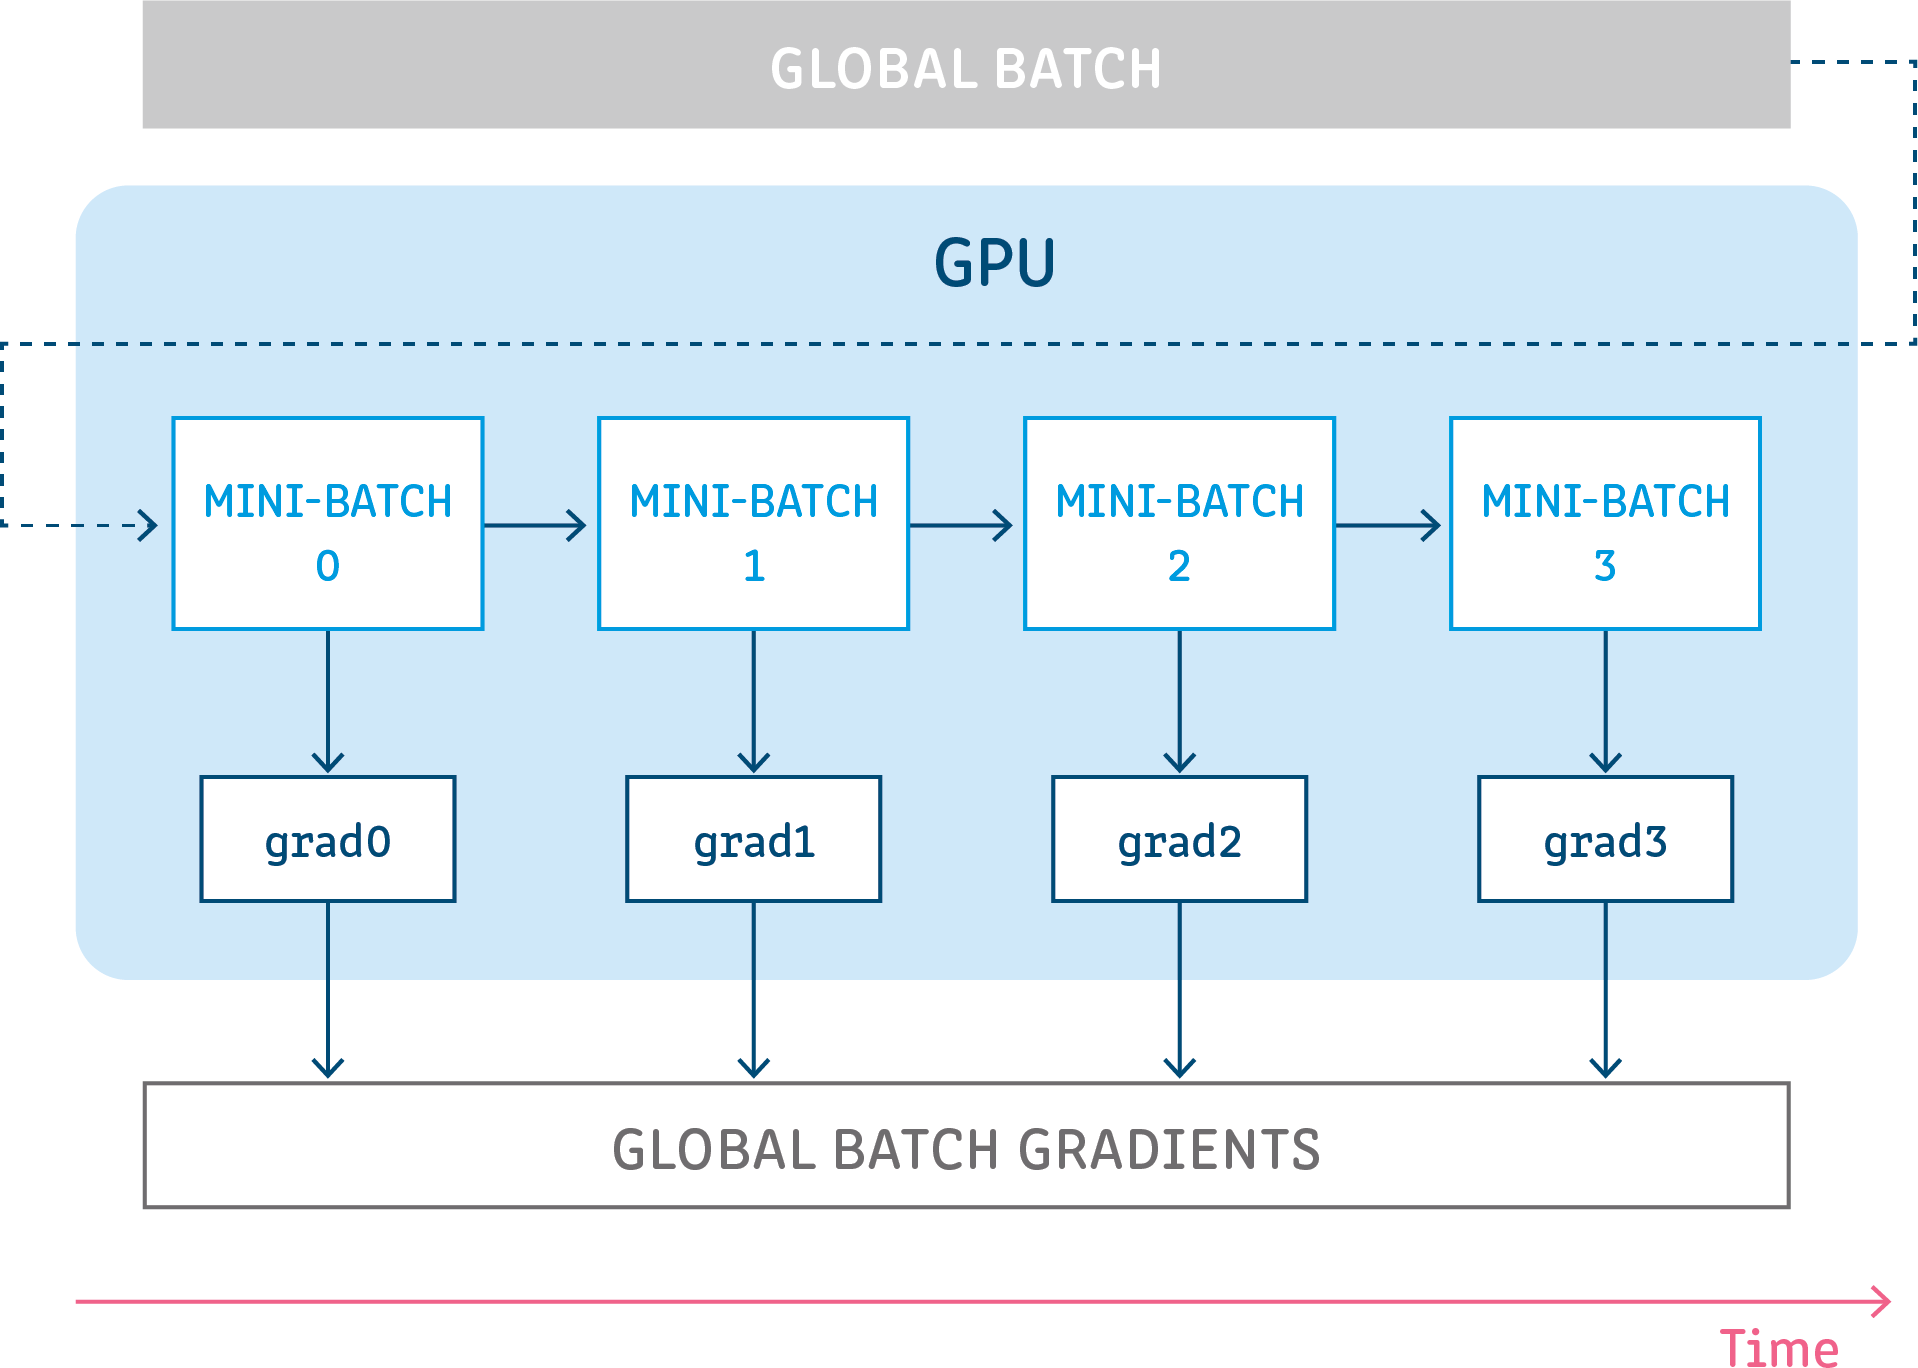 GLOBAL BATCH
GPU
MINI-BATCH
0
MINI-BATCH
1
MINI-BATCH
2
MINI-BATCH
3
grad0
grad1
grad2
grad3
GLOBAL BATCH GRADIENTS
Time